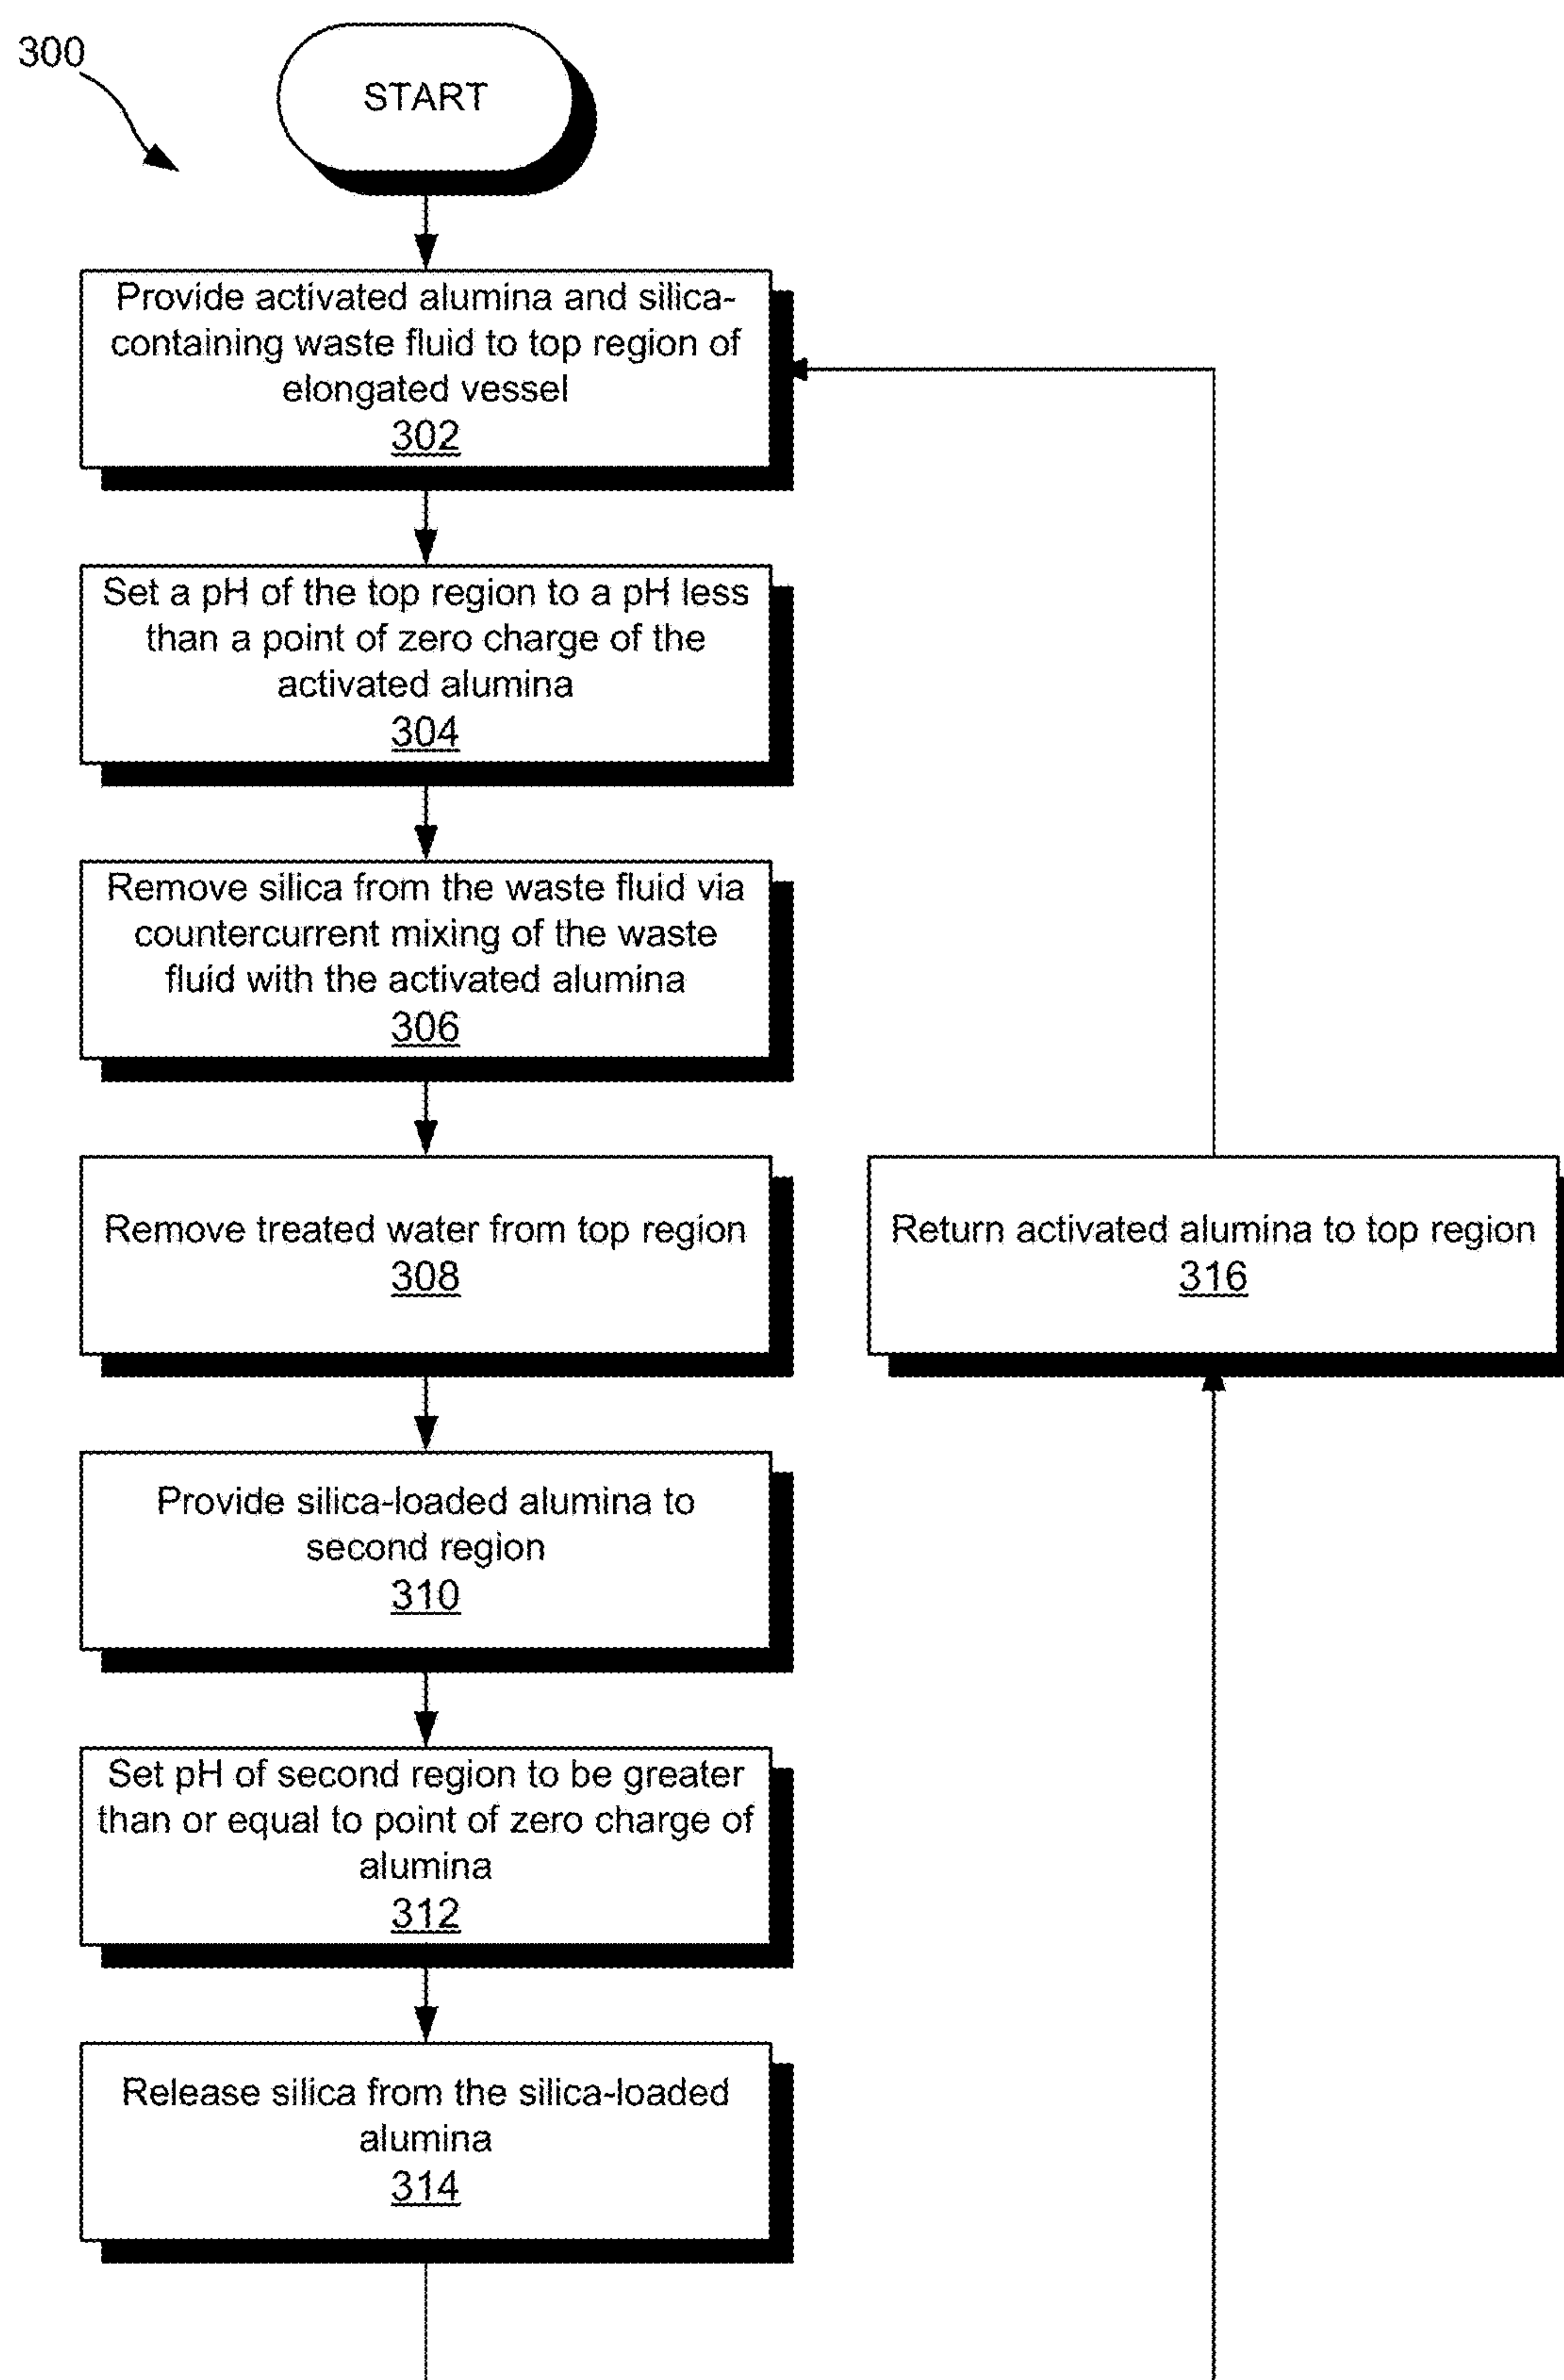 300
START
Provide activated alumina and silica-
containing waste fluid to top region of
elongated vessel
302
Set a pH of the top region to a pH less
than a point of zero charge of the
activated alumina
304
Remove silica from the waste fluid via
countercurrent mixing of the waste
fluid with the activated alumina
306
Remove treated water from top region
308
Return activated alumina to top region
316
Provide silica-loaded alumina to
second region
310
Set pH of second region to be greater
than or equal to point of zero charge of
alumina
312
Release silica from the silica-loaded
alumina
314